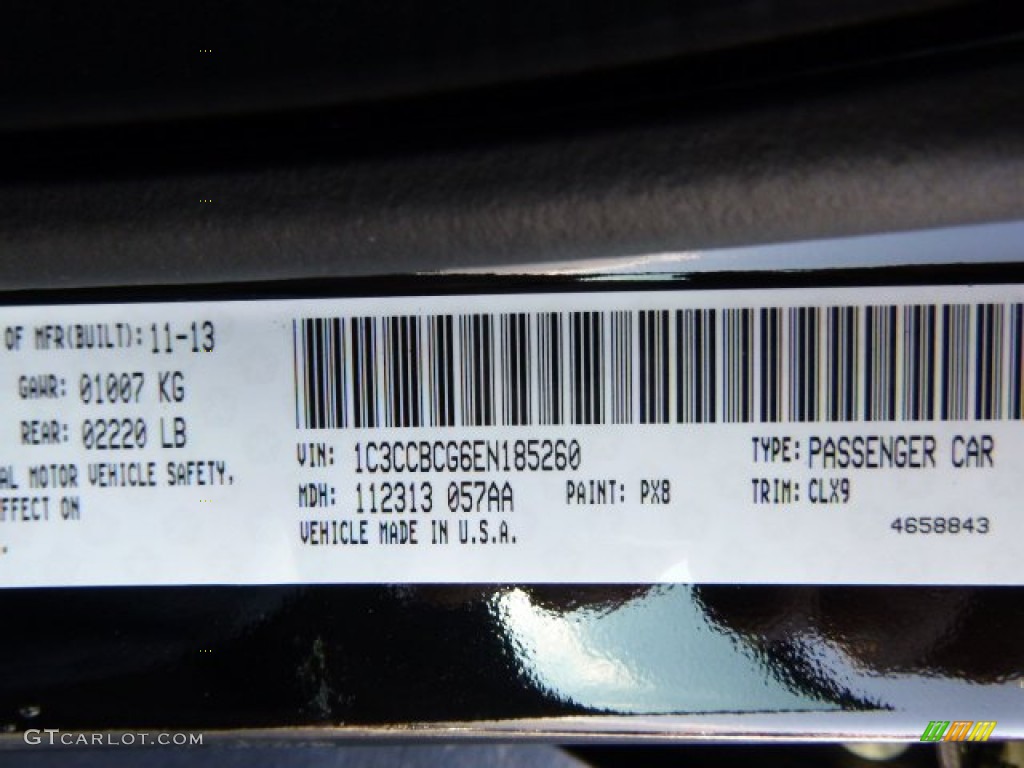 OF MFR(BUILT): 11-13
GAWR: 01007 KG
REAR: 02220 LB
AL MOTOR VEHICLE SAFETY,
FFECT ON
.
VIN: 1C3CCBCG6EN185260 TYPE: PASSENGER CAR
MDH: 112313 057AA PAINT: PX8 TRIM: CLX9
VEHICLE MADE IN U.S.A.
4658843
GTCARLOT.COM